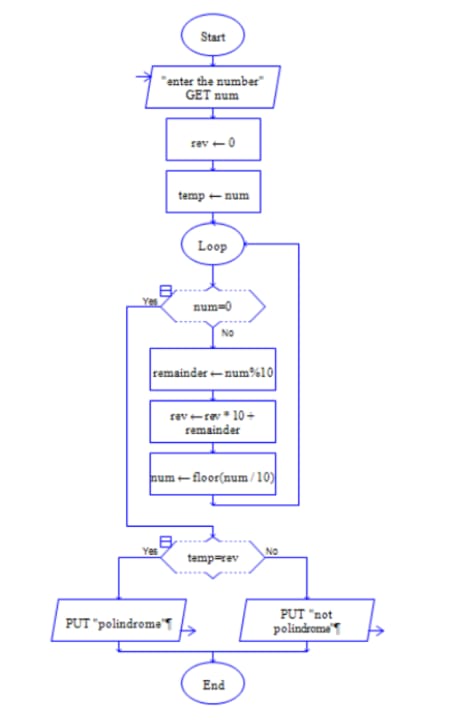 Start
"enter the number"
GET num
rev ← 0
temp ← num
Loop
Yes
num=0
No
remainder ← num%10
rev ← rev * 10 +
remainder
num ← floor(num / 10)
Yes
temp=rev
No
PUT "polindrome"¶
PUT "not
polindrome"¶
End